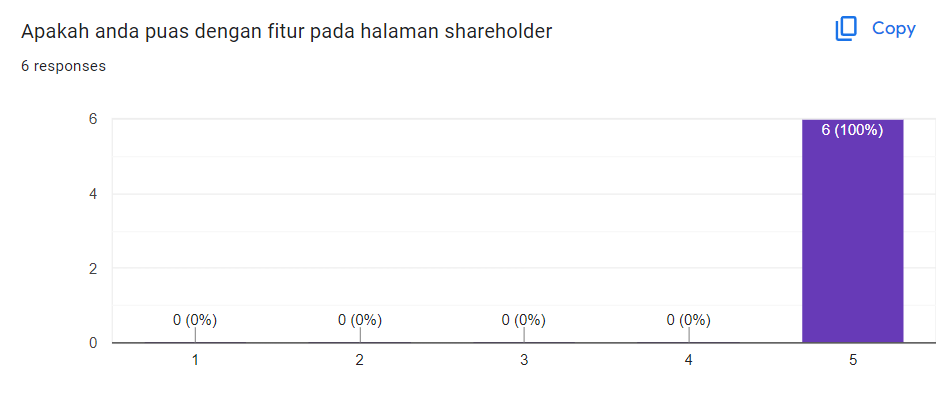 Apakah anda puas dengan fitur pada halaman shareholder
Copy
6 responses
6
6 (100%)
4
2
0 (0%) 0 (0%) 0 (0%) 0 (0%)
0
1 2 3 4 5